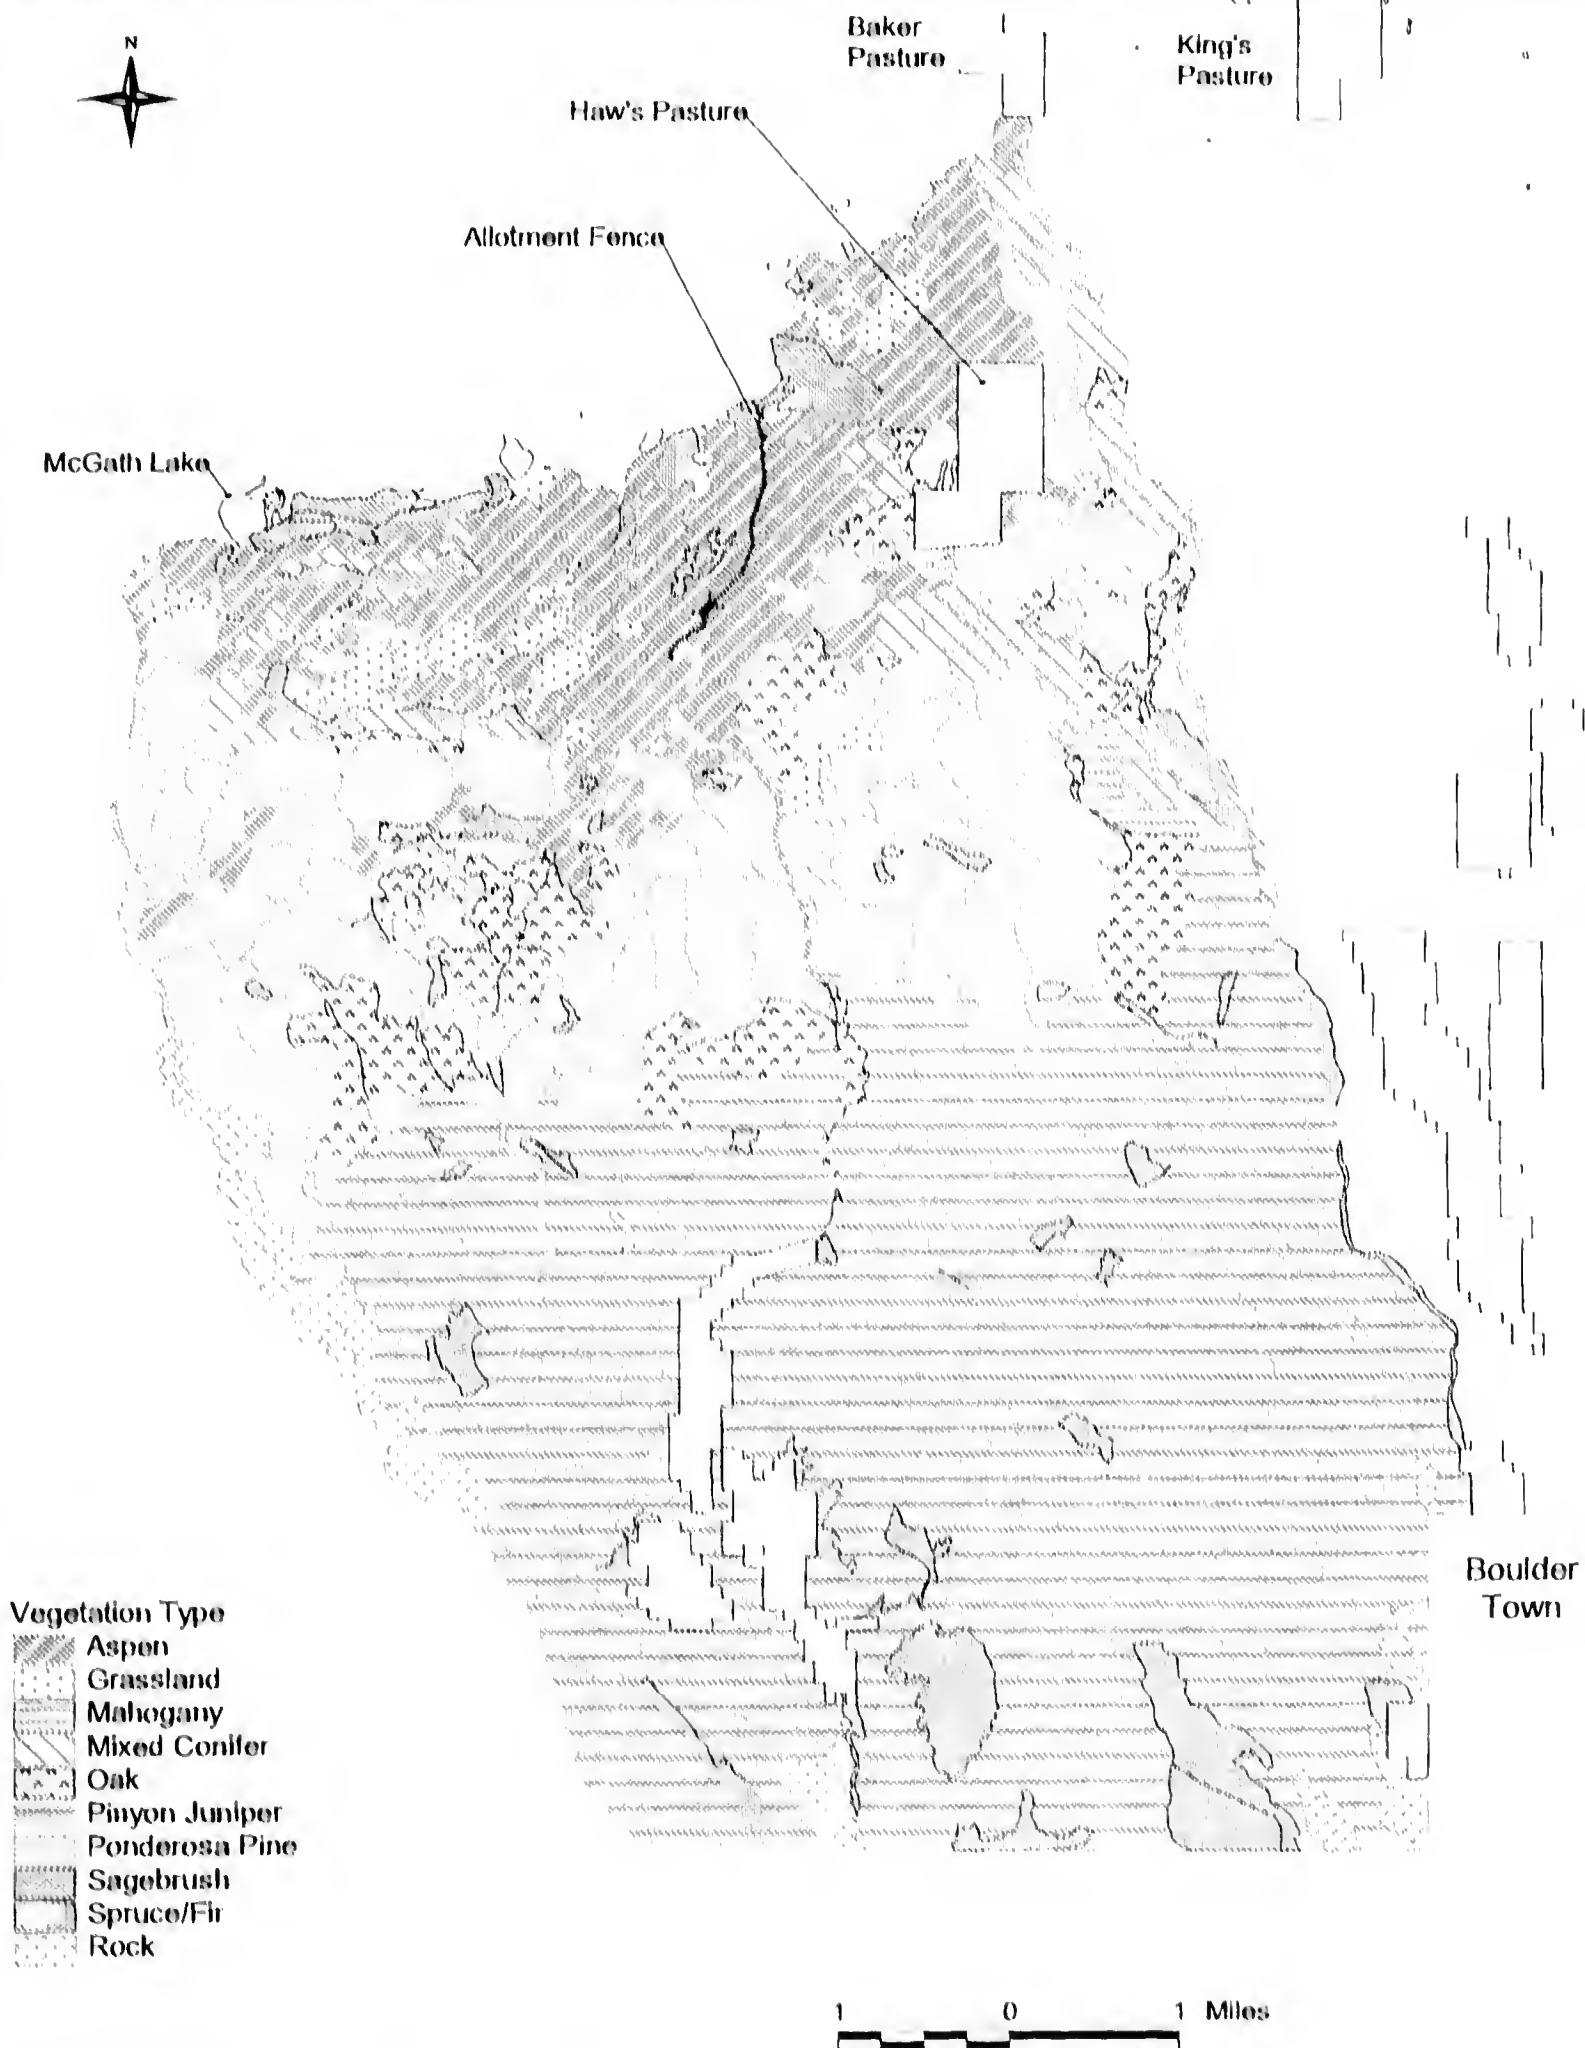 N
Baker
Pasture
King's
Pasture
Haw's Pasture
Allotment Fence
McGath Lake
Boulder
Town
Vegetation Type
Aspen
Grassland
Mahogany
Mixed Conifer
Oak
Pinyon Juniper
Ponderosa Pine
Sagebrush
Spruce/Fir
Rock
1 0 1 Miles